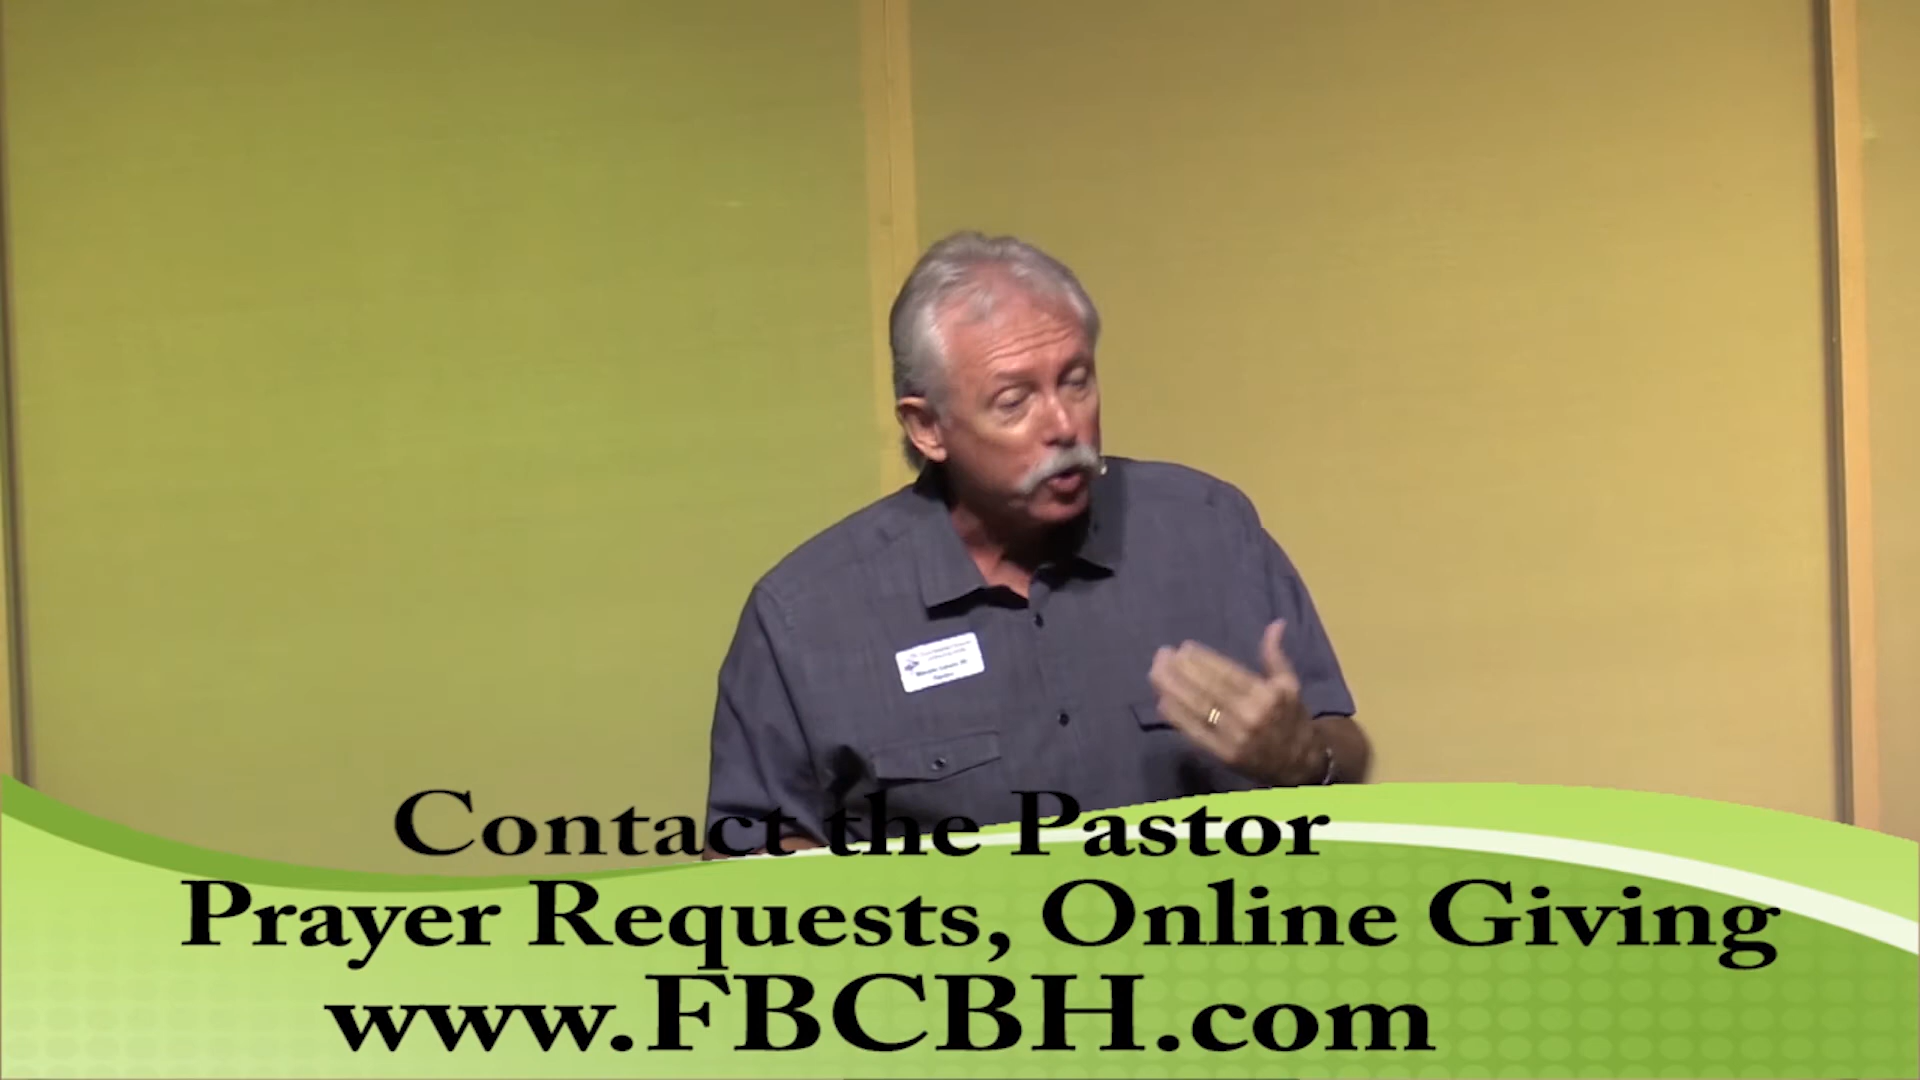 Contact the Pastor
Prayer Requests, Online Giving
www.FBCBH.com